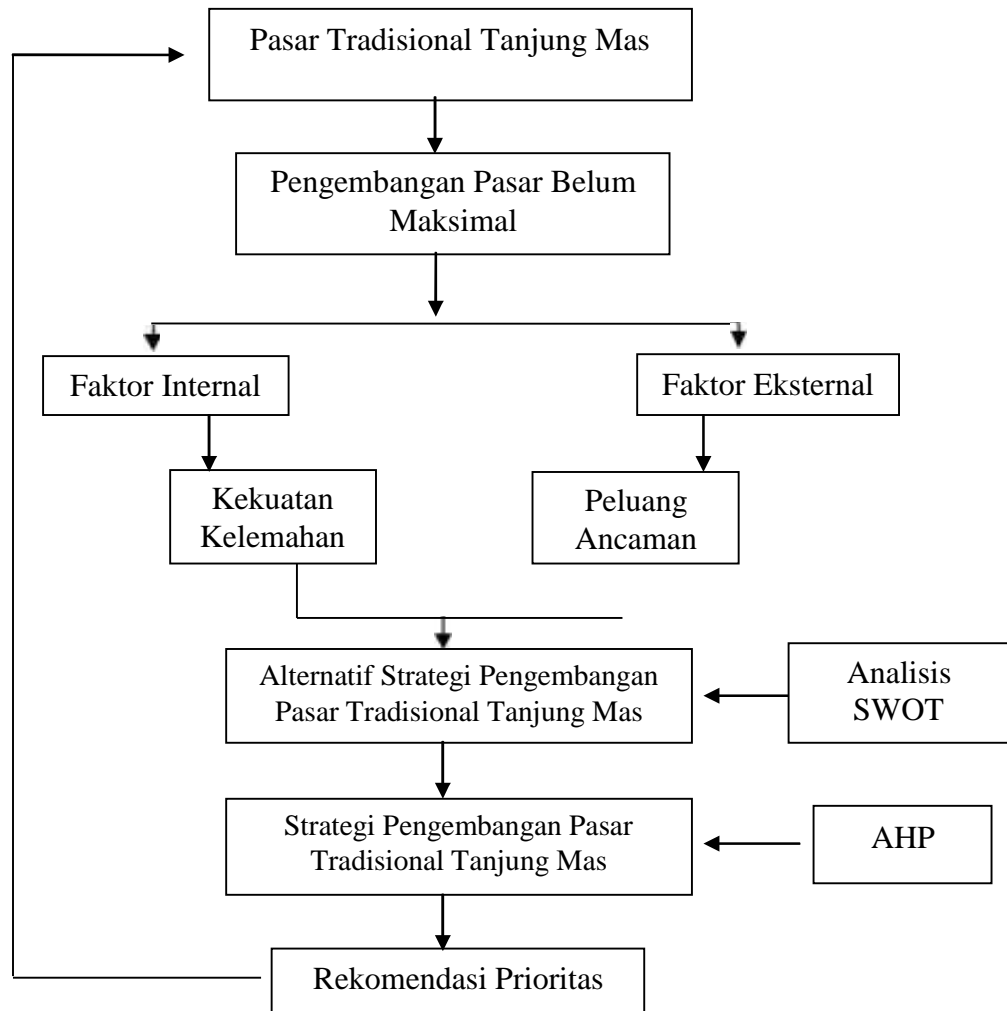 Pasar Tradisional Tanjung Mas
Pengembangan Pasar Belum
Maksimal
Faktor Internal
Faktor Eksternal
Kekuatan
Kelemahan
Peluang
Ancaman
Alternatif Strategi Pengembangan
Pasar Tradisional Tanjung Mas
Analisis
SWOT
Strategi Pengembangan Pasar
Tradisional Tanjung Mas
AHP
Rekomendasi Prioritas